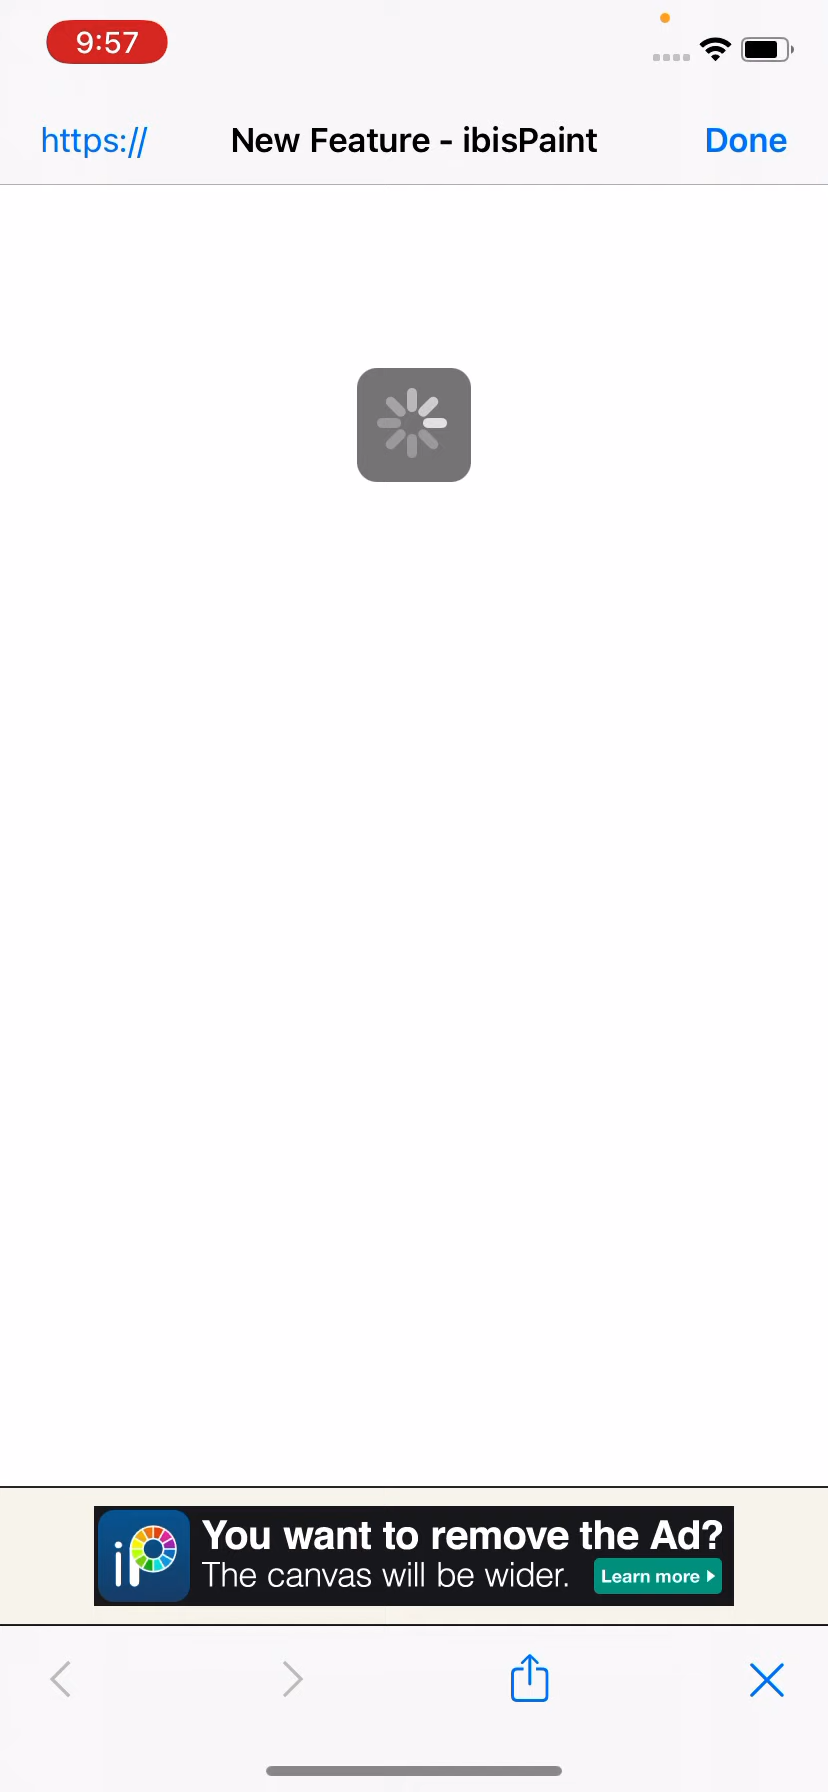 9:57
https://
New Feature - ibisPaint
Done
iP
You want to remove the Ad?
The canvas will be wider.
Learn more